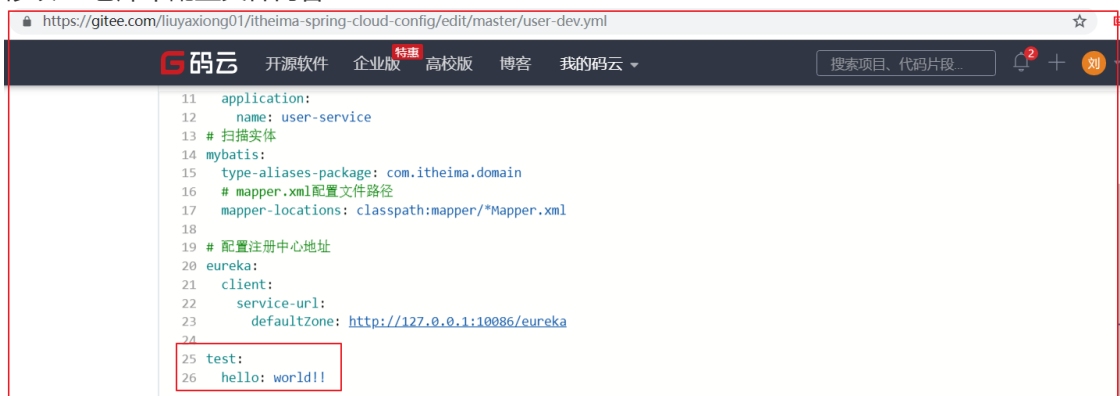 https://gitee.com/liuyaxiong01/itheima-spring-cloud-config/edit/master/user-dev.yml
G码云 开源软件 企业版 特惠 高校版 博客 我的码云 搜索项目、代码片段... 2 刘
11 application:
12 name: user-service
13 # 扫描实体
14 mybatis:
15 type-aliases-package: com.itheima.domain
16 # mapper.xml配置文件路径
17 mapper-locations: classpath:mapper/*Mapper.xml
18
19 # 配置注册中心地址
20 eureka:
21 client:
22 service-url:
23 defaultZone: http://127.0.0.1:10086/eureka
24
25 test:
26 hello: world!!